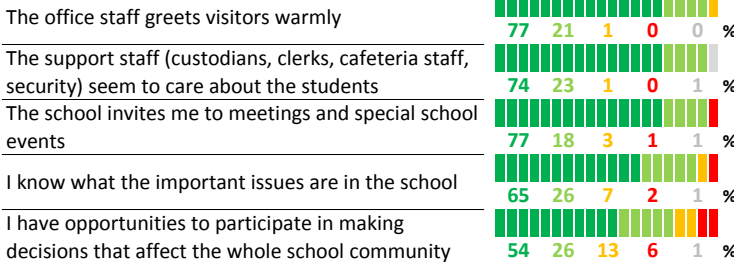 The office staff greets visitors warmly
77 21 1 0 0 %
The support staff (custodians, clerks, cafeteria staff,
security) seem to care about the students
74 23 1 0 1 %
The school invites me to meetings and special school
events
77 18 3 1 1 %
I know what the important issues are in the school
65 26 7 2 1 %
I have opportunities to participate in making
decisions that affect the whole school community
54 26 13 6 1 %